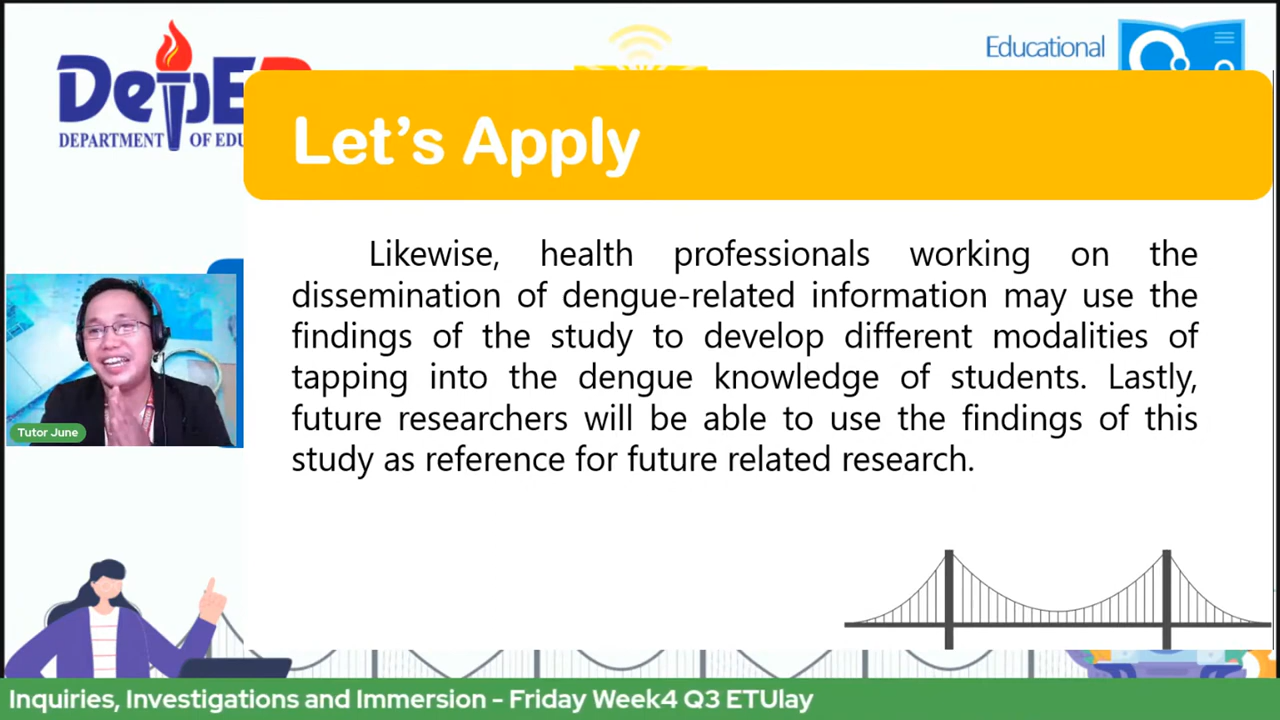 DepE
DEPARTMENT OF EDU
Educational
Let's Apply
Likewise, health professionals working on the
dissemination of dengue-related information may use the
findings of the study to develop different modalities of
tapping into the dengue knowledge of students. Lastly,
future researchers will be able to use the findings of this
study as reference for future related research.
Tutor June
Inquiries, Investigations and Immersion - Friday Week4 Q3 ETUlay